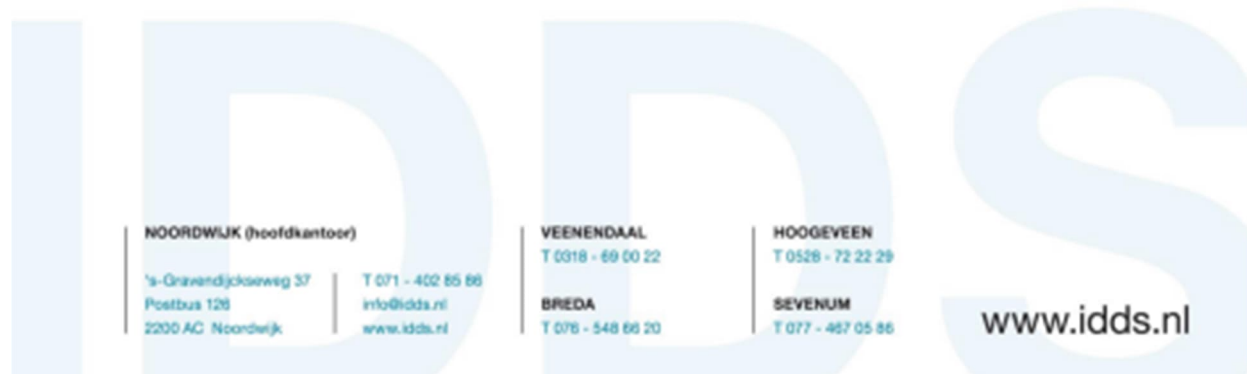 IDDS
NOORDWIJK (hoofdkantoor)
's-Gravendijckseweg 37
Postbus 126
2200 AC Noordwijk
T 071 - 402 85 86
info@idds.nl
www.idds.nl
VEENENDAAL
T 0318 - 69 00 22
BREDA
T 076 - 548 66 20
HOOGEVEEN
T 0528 - 72 22 29
SEVENUM
T 077 - 467 05 86
www.idds.nl